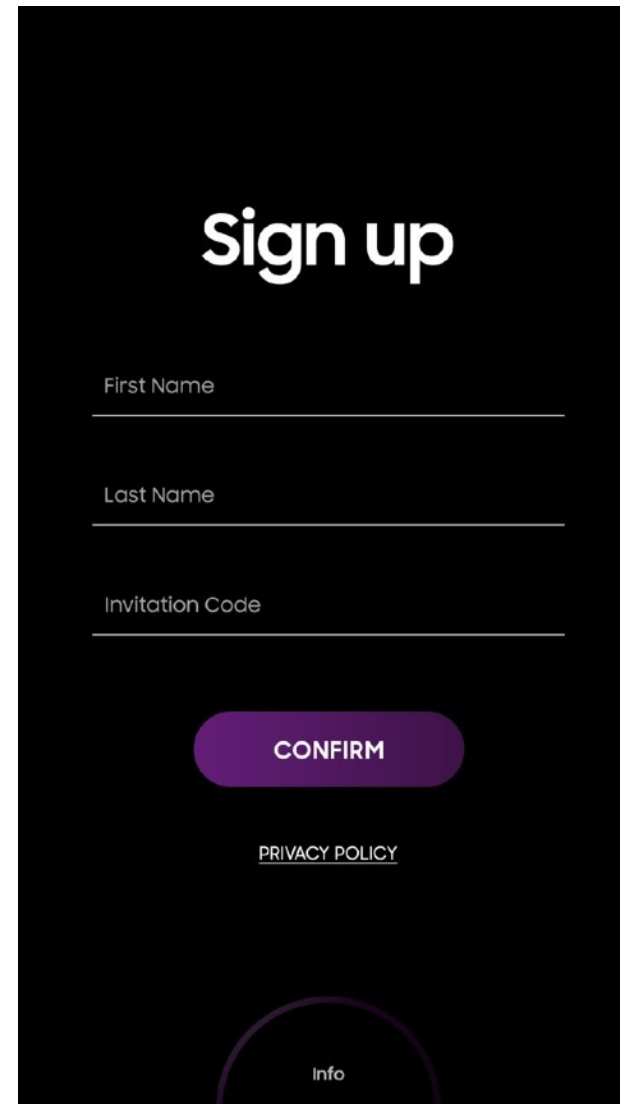 Sign up
First Name
Last Name
Invitation Code
CONFIRM
PRIVACY POLICY
Info